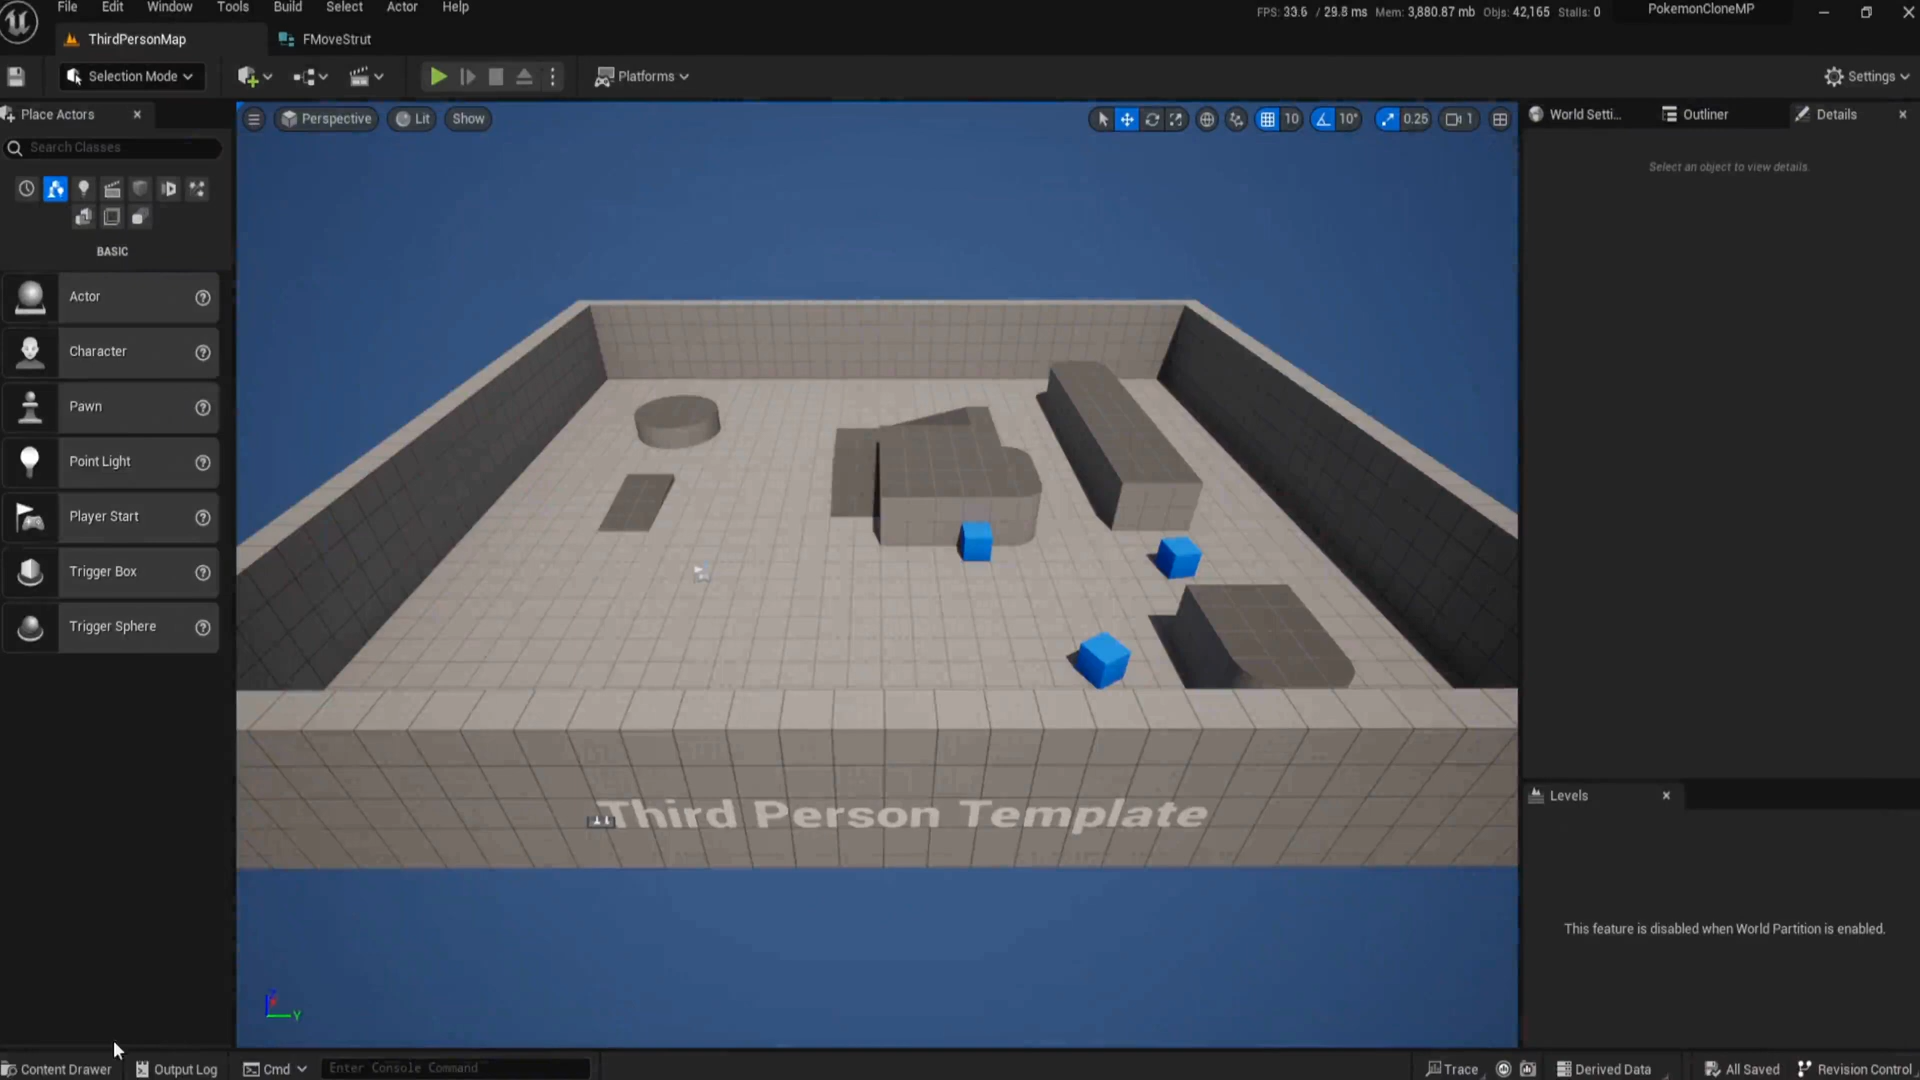 File Edit Window Tools Build Select Actor Help
FPS: 33.6 / 29.8 ms Mem: 3,880.87 mb Objs: 42,165 Stalls: 0
PokemonCloneMP
ThirdPersonMap
FMoveStrut
Selection Mode
Platforms
Settings
Place Actors
Perspective
Lit
Show
10
10°
0.25
1
World Setti...
Outliner
Details
Search Classes
Select an object to view details.
BASIC
Actor
Character
Pawn
Point Light
Player Start
Trigger Box
Trigger Sphere
Third Person Template
Levels
This feature is disabled when World Partition is enabled.
Z
Y
Content Drawer
Output Log
Cmd
Enter Console Command
Trace
Derived Data
All Saved
Revision Control